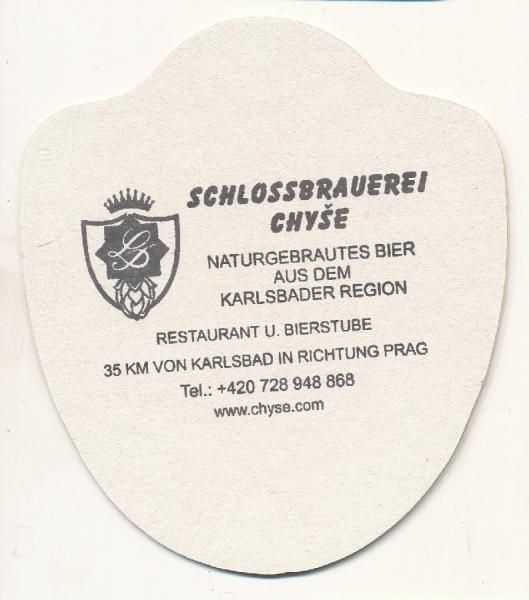 SCHLOSSBRAUEREI
CHYŠE
NATURGEBRAUTES BIER
AUS DEM
KARLSBADER REGION
RESTAURANT U. BIERSTUBE
35 KM VON KARLSBAD IN RICHTUNG PRAG
Tel.: +420 728 948 868
www.chyse.com